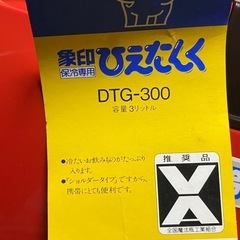 象印
保冷専用
ひえたしく
DTG-300
容量3リットル
●冷たいお飲みものがたっぷり
入ります。
●「ショルダータイプ」ですから、
携帯にとても便利です。
推奨品
全国魔法瓶工業組合